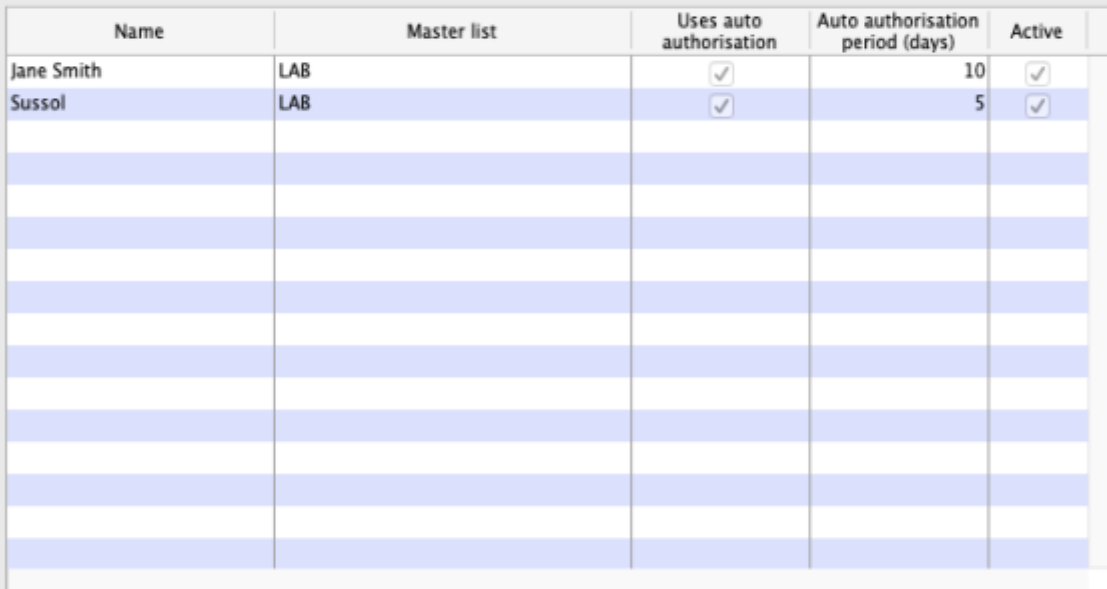 Name Master list Uses auto authorisation Auto authorisation period (days) Active
Jane Smith LAB 10
Sussol LAB 5